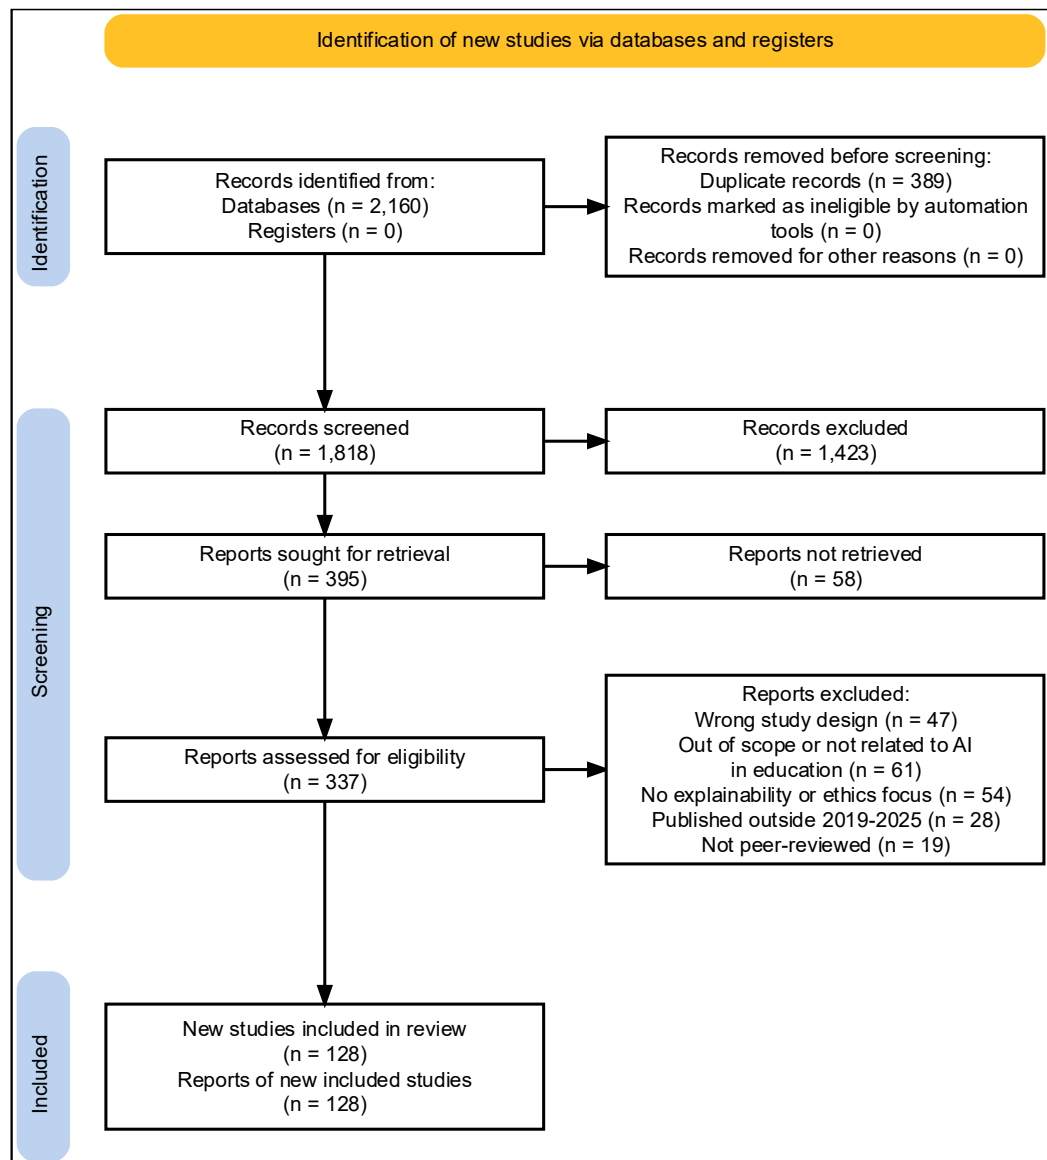 Identification of new studies via databases and registers
Identification
Records identified from:
Databases (n = 2,160)
Registers (n = 0)
Records removed before screening:
Duplicate records (n = 389)
Records marked as ineligible by automation
tools (n = 0)
Records removed for other reasons (n = 0)
Screening
Records screened
(n = 1,818)
Records excluded
(n = 1,423)
Reports sought for retrieval
(n = 395)
Reports not retrieved
(n = 58)
Reports assessed for eligibility
(n = 337)
Reports excluded:
Wrong study design (n = 47)
Out of scope or not related to AI
in education (n = 61)
No explainability or ethics focus (n = 54)
Published outside 2019-2025 (n = 28)
Not peer-reviewed (n = 19)
Included
New studies included in review
(n = 128)
Reports of new included studies
(n = 128)